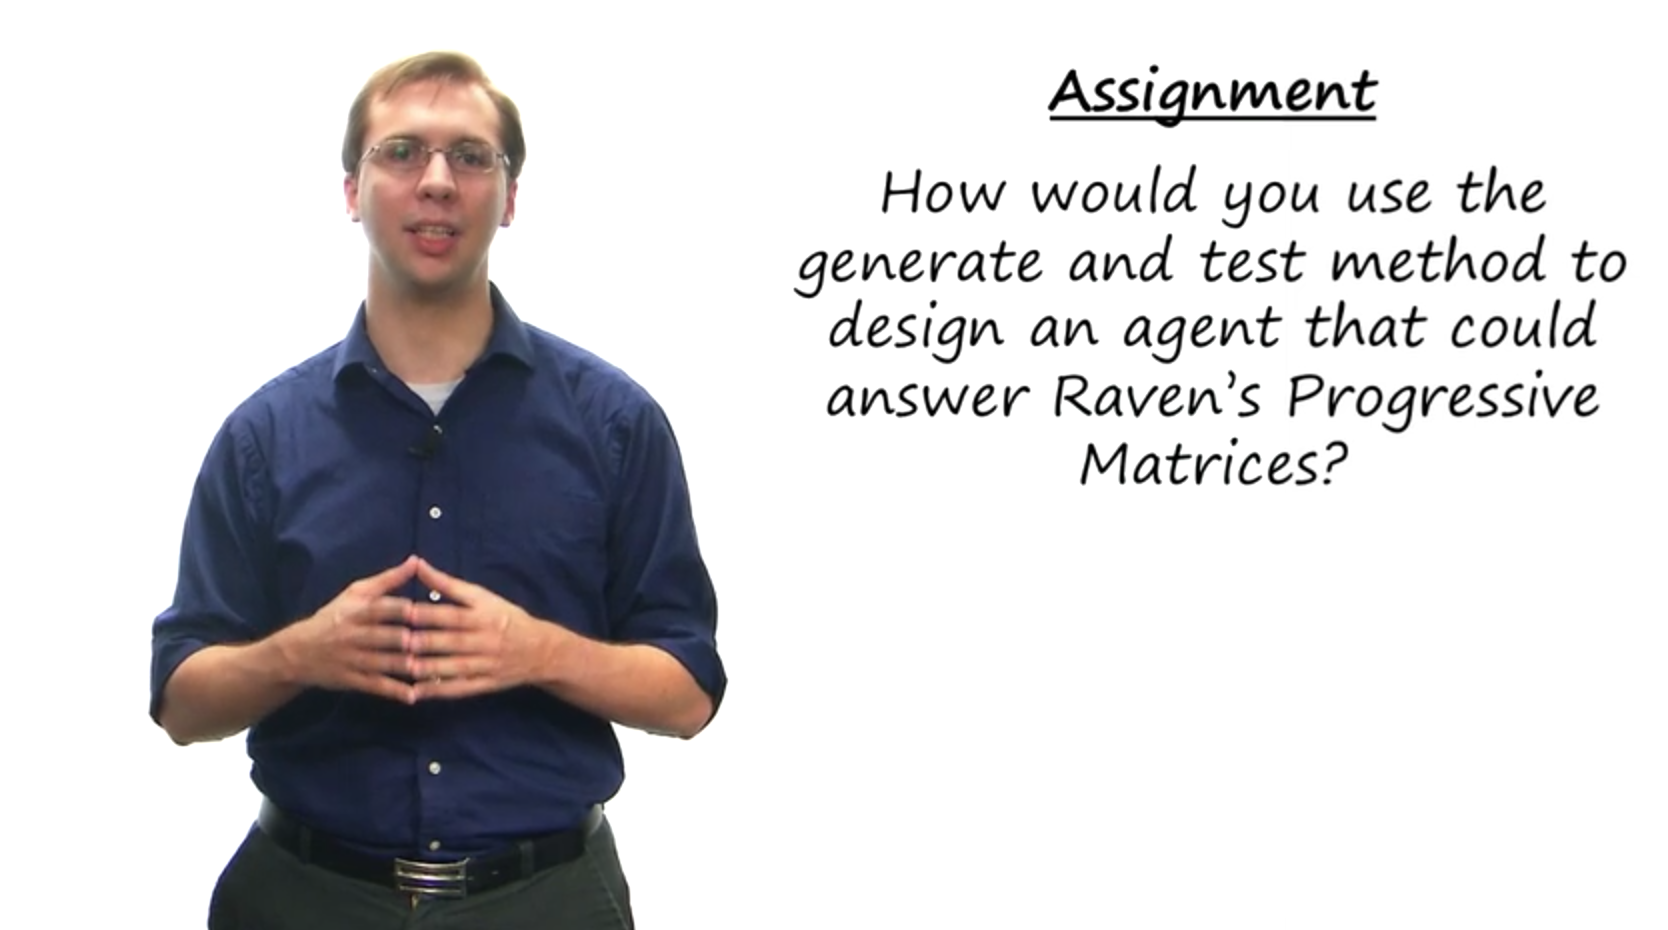 Assignment
How would you use the
generate and test method to
design an agent that could
answer Raven's Progressive
Matrices?